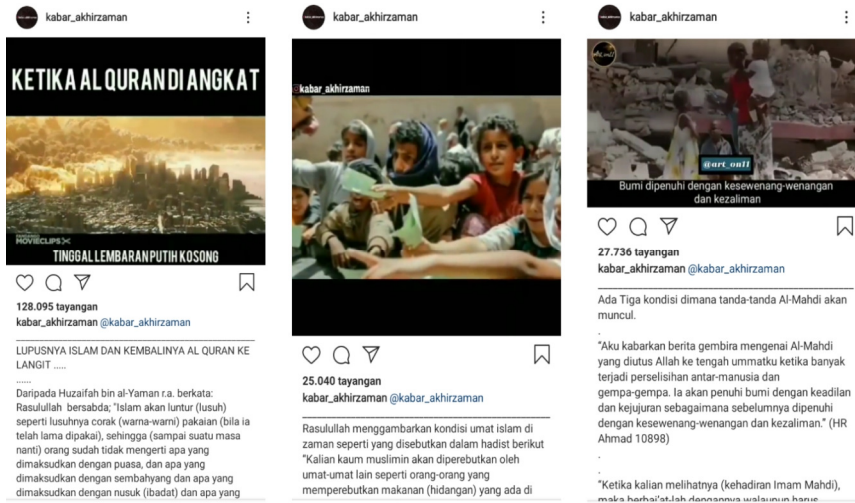 kabar_akhirzaman
KETIKA AL QURAN DI ANGKAT
MOVIECLIPS
TINGGAL LEMBARAN PUTIH KOSONG
128.095 tayangan
kabar_akhirzaman @kabar_akhirzaman
LUPUSNYA ISLAM DAN KEMBALINYA AL QURAN KE
LANGIT .....
......
Daripada Huzaifah bin al-Yaman r.a. berkata:
Rasulullah bersabda; "Islam akan luntur (lusuh)
seperti lusuhnya corak (warna-warni) pakaian (bila ia
telah lama dipakai), sehingga (sampai suatu masa
nanti) orang sudah tidak mengerti apa yang
dimaksudkan dengan puasa, dan apa yang
dimaksudkan dengan sembahyang dan apa yang
dimaksudkan dengan nusuk (ibadat) dan apa yang
kabar_akhirzaman
kabar_akhirzaman
25.040 tayangan
kabar_akhirzaman @kabar_akhirzaman
Rasulullah menggambarkan kondisi umat islam di
zaman seperti yang disebutkan dalam hadist berikut
"Kalian kaum muslimin akan diperebutkan oleh
umat-umat lain seperti orang-orang yang
memperebutkan makanan (hidangan) yang ada di
kabar_akhirzaman
@art_on11
Bumi dipenuhi dengan kesewenang-wenangan
dan kezaliman
27.736 tayangan
kabar_akhirzaman @kabar_akhirzaman
Ada Tiga kondisi dimana tanda-tanda Al-Mahdi akan
muncul.
.
"Aku kabarkan berita gembira mengenai Al-Mahdi
yang diutus Allah ke tengah ummatku ketika banyak
terjadi perselisihan antar-manusia dan
gempa-gempa. Ia akan penuhi bumi dengan keadilan
dan kejujuran sebagaimana sebelumnya dipenuhi
dengan kesewenang-wenangan dan kezaliman." (HR
Ahmad 10898)
.
.
"Ketika kalian melihatnya (kehadiran Imam Mahdi),
maka berbai'at-lah dengannya walaupun harus